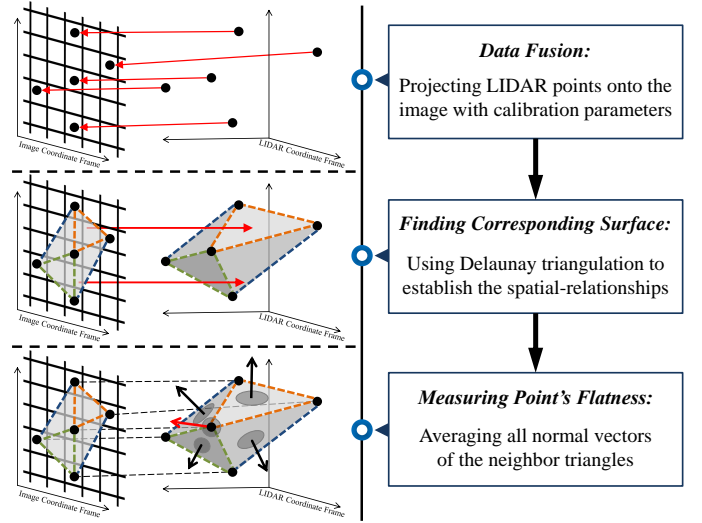 Image Coordinate Frame
LIDAR Coordinate Frame
Data Fusion:
Projecting LIDAR points onto the
image with calibration parameters
Image Coordinate Frame
LIDAR Coordinate Frame
Finding Corresponding Surface:
Using Delaunay triangulation to
establish the spatial-relationships
Image Coordinate Frame
LIDAR Coordinate Frame
Measuring Point's Flatness:
Averaging all normal vectors
of the neighbor triangles